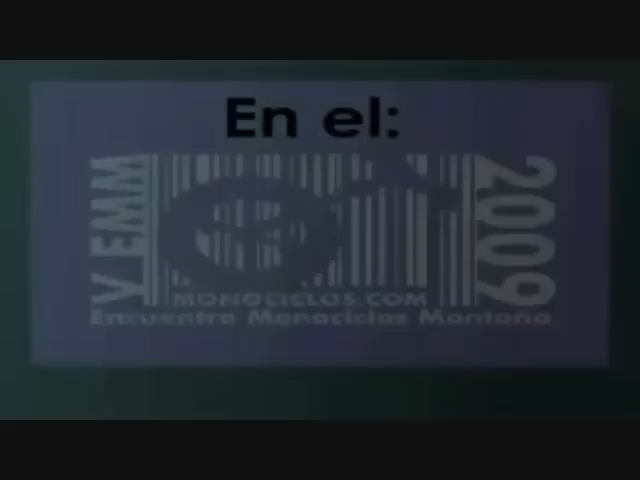 En el:
V EMM
2009
MONOCICLOS.COM
Encuentro Monociclos Montaña